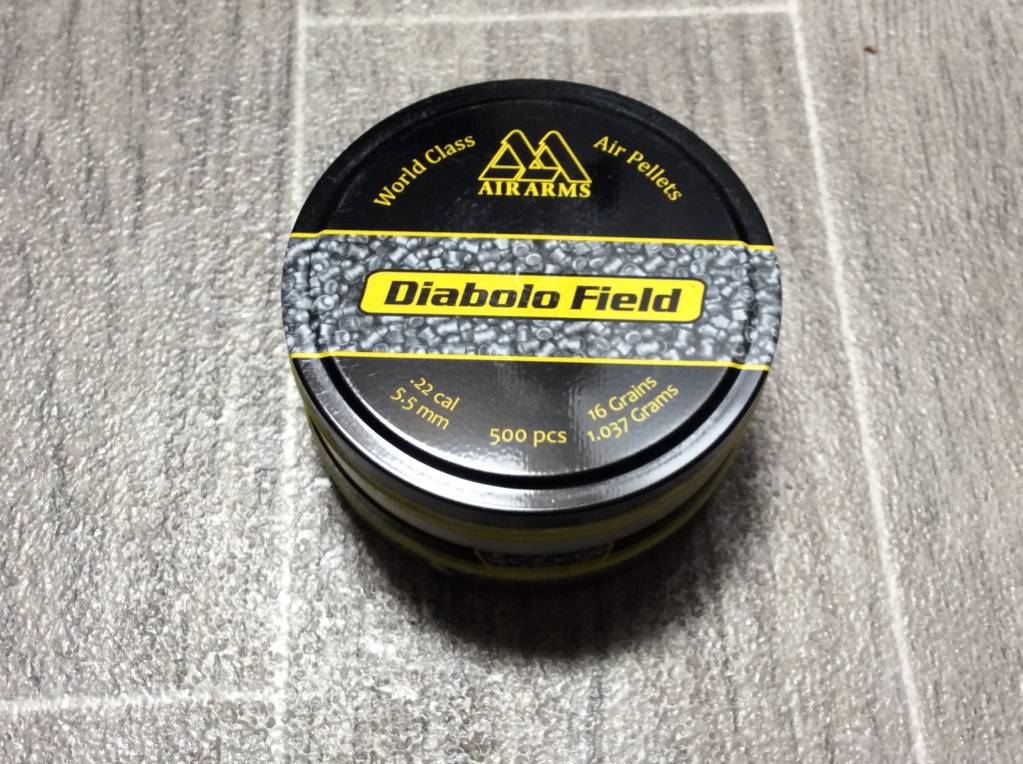 World Class
AIR ARMS
Air Pellets
Diabolo Field
.22 cal
5.5 mm
500 pcs
16 Grains
1.037 Grams